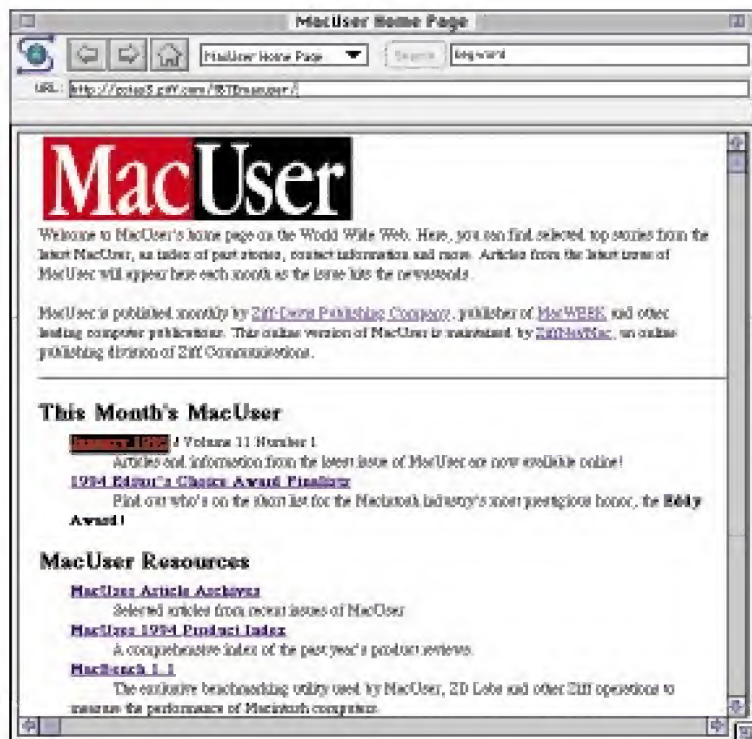 MacUser Home Page
MacUser Home Page Search keyword
URL:
MacUser
Welcome to MacUser's home page on the World Wide Web. Here, you can find selected top stories from the
latest MacUser, an index of past stories, contact information and more. Articles from the latest issue of
MacUser will appear here each month as the issue hits the newsstands.
MacUser is published monthly by Ziff-Davis Publishing Company, publisher of MacWEEK and other
leading computer publications. This online version of MacUser is maintained by ZiffNet/Mac, an online
publishing division of Ziff Communications.
This Month's MacUser
January 1995 / Volume 11 Number 1
Articles and information from the latest issue of MacUser are now available online!
1994 Editor's Choice Award Finalists
Find out who's on the short list for the Macintosh industry's most prestigious honor, the Eddy
Award!
MacUser Resources
MacUser Article Archives
Selected articles from recent issues of MacUser
MacUser 1994 Product Index
A comprehensive index of the past year's product reviews.
MacBench 1.1
The exclusive benchmarking utility used by MacUser, ZD Labs and other Ziff operations to
measure the performance of Macintosh computers.